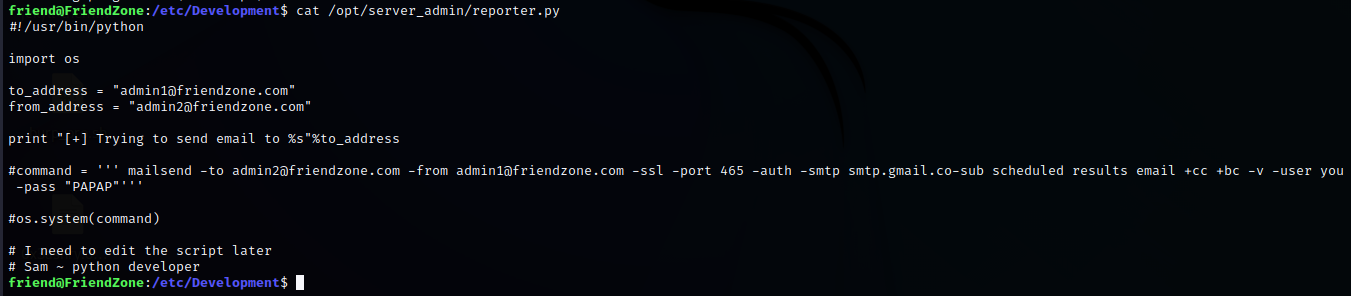 friend@FriendZone:/etc/Development$ cat /opt/server_admin/reporter.py
#!/usr/bin/python
import os
to_address = "admin1@friendzone.com"
from_address = "admin2@friendzone.com"
print "[+] Trying to send email to %s"%to_address
#command = ''' mailsend -to admin2@friendzone.com -from admin1@friendzone.com -ssl -port 465 -auth -smtp smtp.gmail.co-sub scheduled results email +cc +bc -v -user you
-pass "PAPAP"'''
#os.system(command)
# I need to edit the script later
# Sam ~ python developer
friend@FriendZone:/etc/Development$